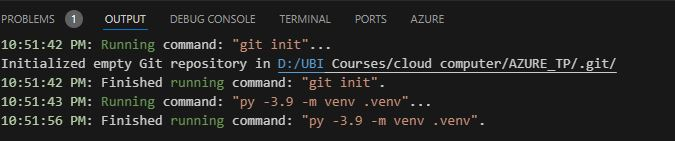 PROBLEMS 1 OUTPUT DEBUG CONSOLE TERMINAL PORTS AZURE
10:51:42 PM: Running command: "git init"...
Initialized empty Git repository in D:/UBI Courses/cloud computer/AZURE_TP/.git/
10:51:42 PM: Finished running command: "git init".
10:51:43 PM: Running command: "py -3.9 -m venv .venv"...
10:51:56 PM: Finished running command: "py -3.9 -m venv .venv".